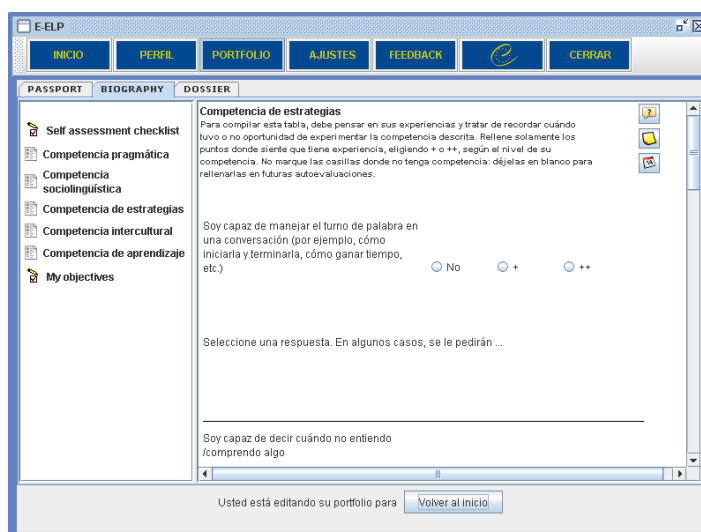 E-ELP
INICIO
PERFIL
PORTFOLIO
AJUSTES
FEEDBACK
e
CERRAR
PASSPORT
BIOGRAPHY
DOSSIER
Self assessment checklist
Competencia pragmática
Competencia
sociolingüística
Competencia de estrategias
Competencia intercultural
Competencia de aprendizaje
My objectives
Competencia de estrategias
Para compilar esta tabla, debe pensar en sus experiencias y tratar de recordar cuándo
tuvo o no oportunidad de experimentar la competencia descrita. Rellene solamente los
puntos donde siente que tiene experiencia, eligiendo + o ++, según el nivel de su
competencia. No marque las casillas donde no tenga competencia: déjelas en blanco para
rellenarlas en futuras autoevaluaciones.
Soy capaz de manejar el turno de palabra en
una conversación (por ejemplo, cómo
iniciarla y terminarla, cómo ganar tiempo,
etc.)
No
+
++
Seleccione una respuesta. En algunos casos, se le pedirán ...
Soy capaz de decir cuándo no entiendo
/comprendo algo
Usted está editando su portfolio para
Volver al inicio